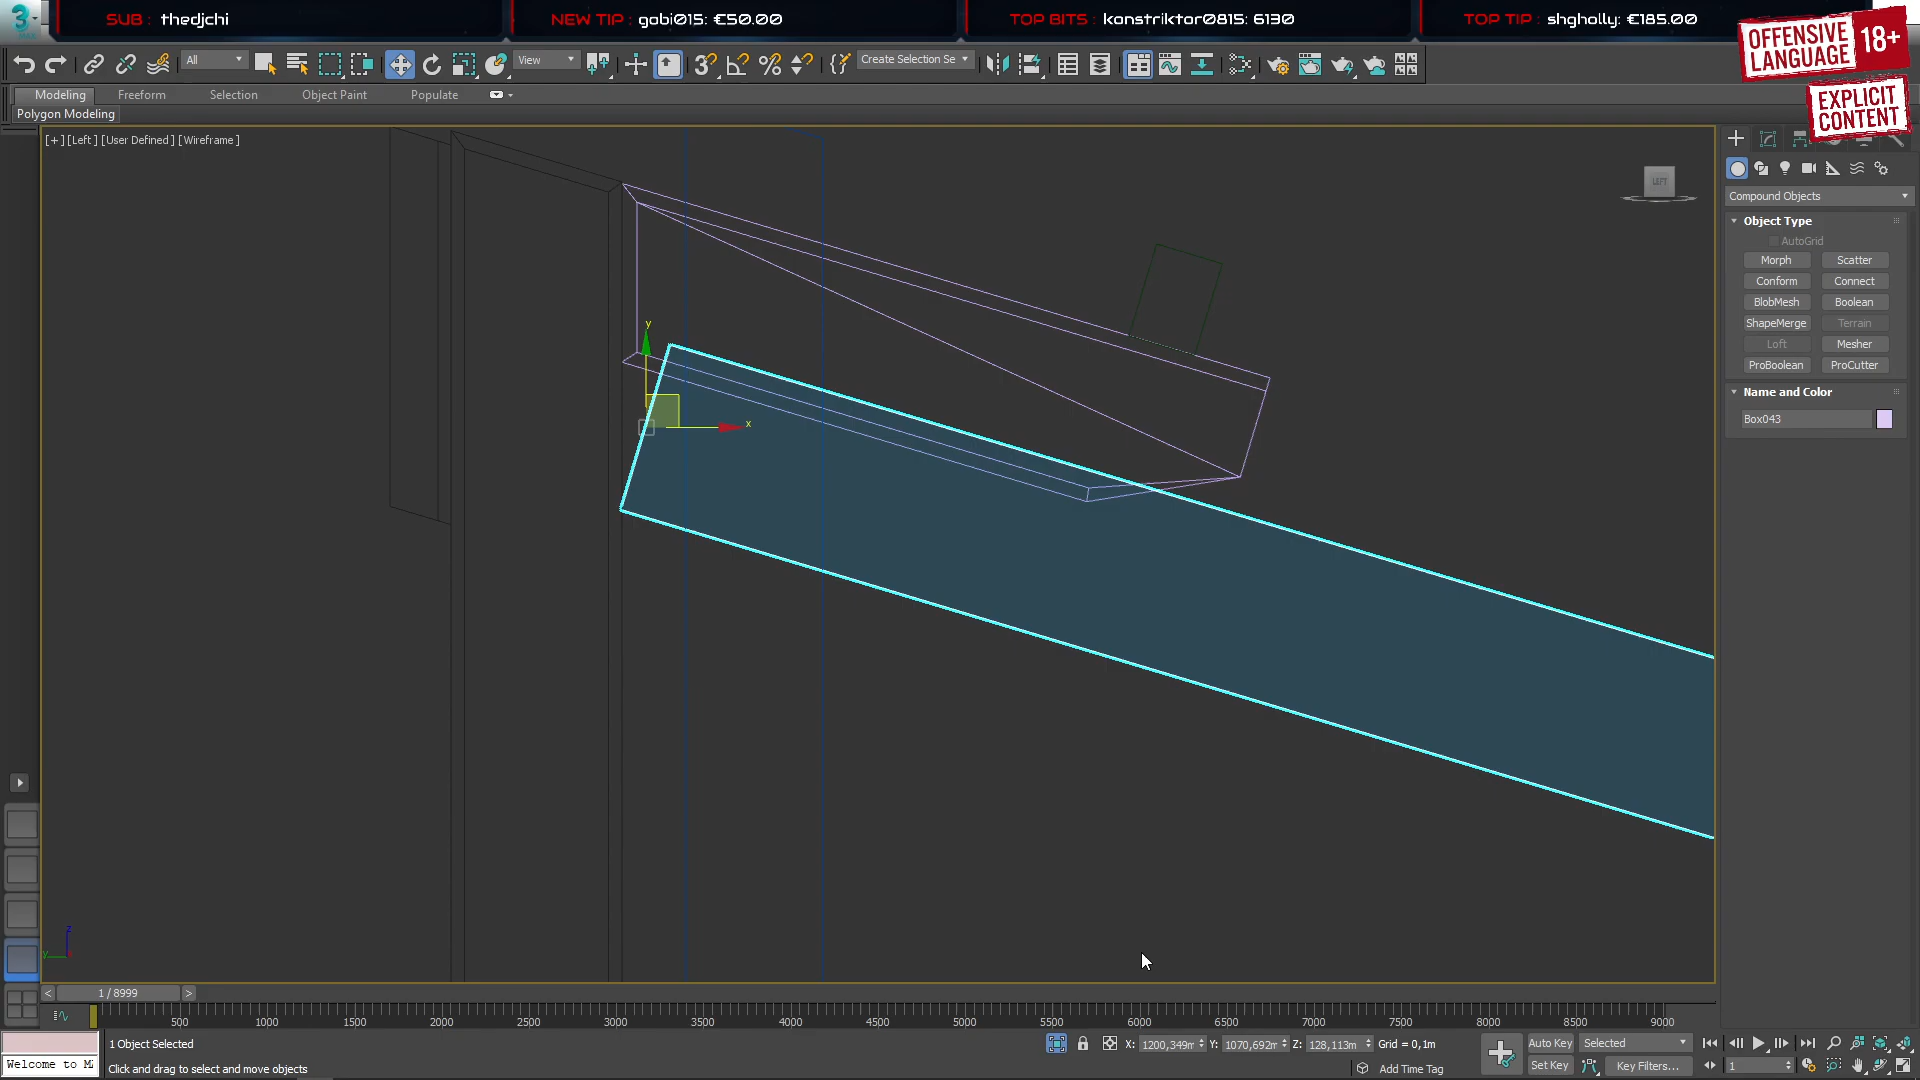 SUB : thedjchi
NEW TIP : gabi015: €50.00
TOP BITS : konstriktor0815: 6130
TOP TIP : shgholly: €185.00
OFFENSIVE LANGUAGE 18+
EXPLICIT CONTENT
All
View
Create Selection Se
Modeling
Freeform
Selection
Object Paint
Populate
Polygon Modeling
[+] [Left ] [User Defined ] [Wireframe ]
LEFT
y
x
z
y
Compound Objects
Object Type
AutoGrid
Morph
Scatter
Conform
Connect
BlobMesh
Boolean
ShapeMerge
Terrain
Loft
Mesher
ProBoolean
ProCutter
Name and Color
Box043
<
1 / 8999
>
500
1000
1500
2000
2500
3000
3500
4000
4500
5000
5500
6000
6500
7000
7500
8000
8500
9000
Welcome to M
1 Object Selected
Click and drag to select and move objects
X: 1200,349m
Y: 1070,692m
Z: 128,113m
Grid = 0,1m
Add Time Tag
Auto Key
Selected
Set Key
Key Filters...
1